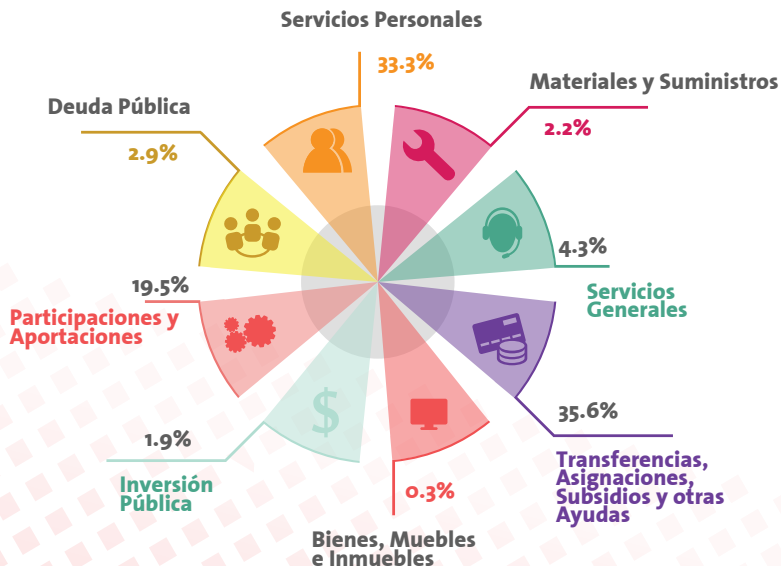 Servicios Personales
33.3%
Materiales y Suministros
2.2%
Deuda Pública
2.9%
4.3%
Servicios
Generales
19.5%
Participaciones y
Aportaciones
$
35.6%
Transferencias,
Asignaciones,
Subsidios y otras
Ayudas
1.9%
Inversión
Pública
0.3%
Bienes, Muebles
e Inmuebles